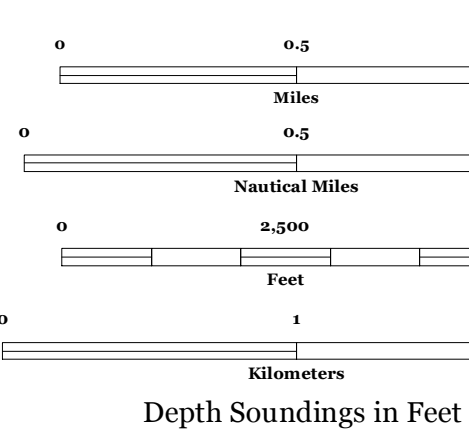 0 0.5
Miles
0 0.5
Nautical Miles
0 2,500
Feet
0 1
Kilometers
Depth Soundings in Feet